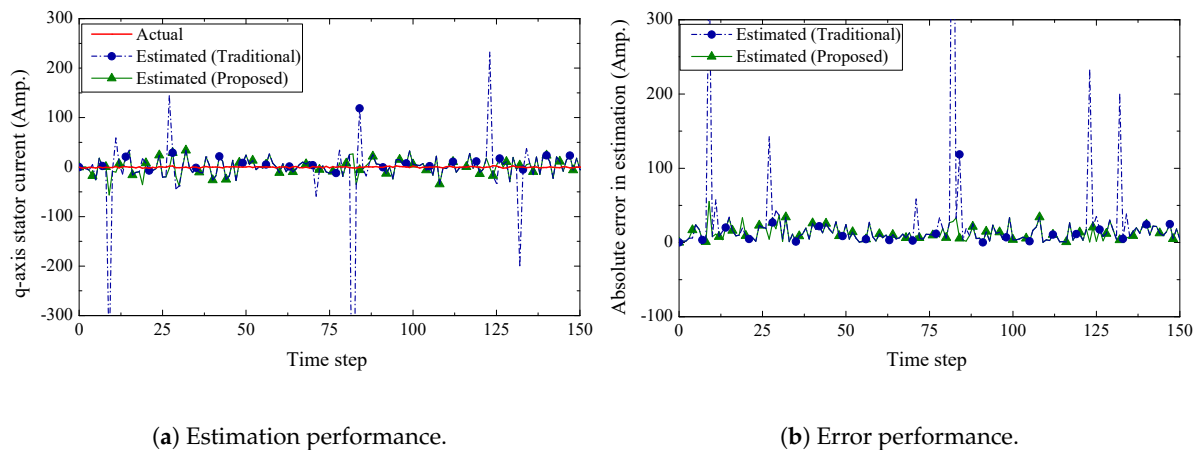 300
200
100
0
-100
-200
-300
q-axis stator current (Amp.)
Actual
Estimated (Traditional)
Estimated (Proposed)
0 25 50 75 100 125 150
Time step
(a) Estimation performance.
300
200
100
0
-100
Absolute error in estimation (Amp.)
Estimated (Traditional)
Estimated (Proposed)
0 25 50 75 100 125 150
Time step
(b) Error performance.